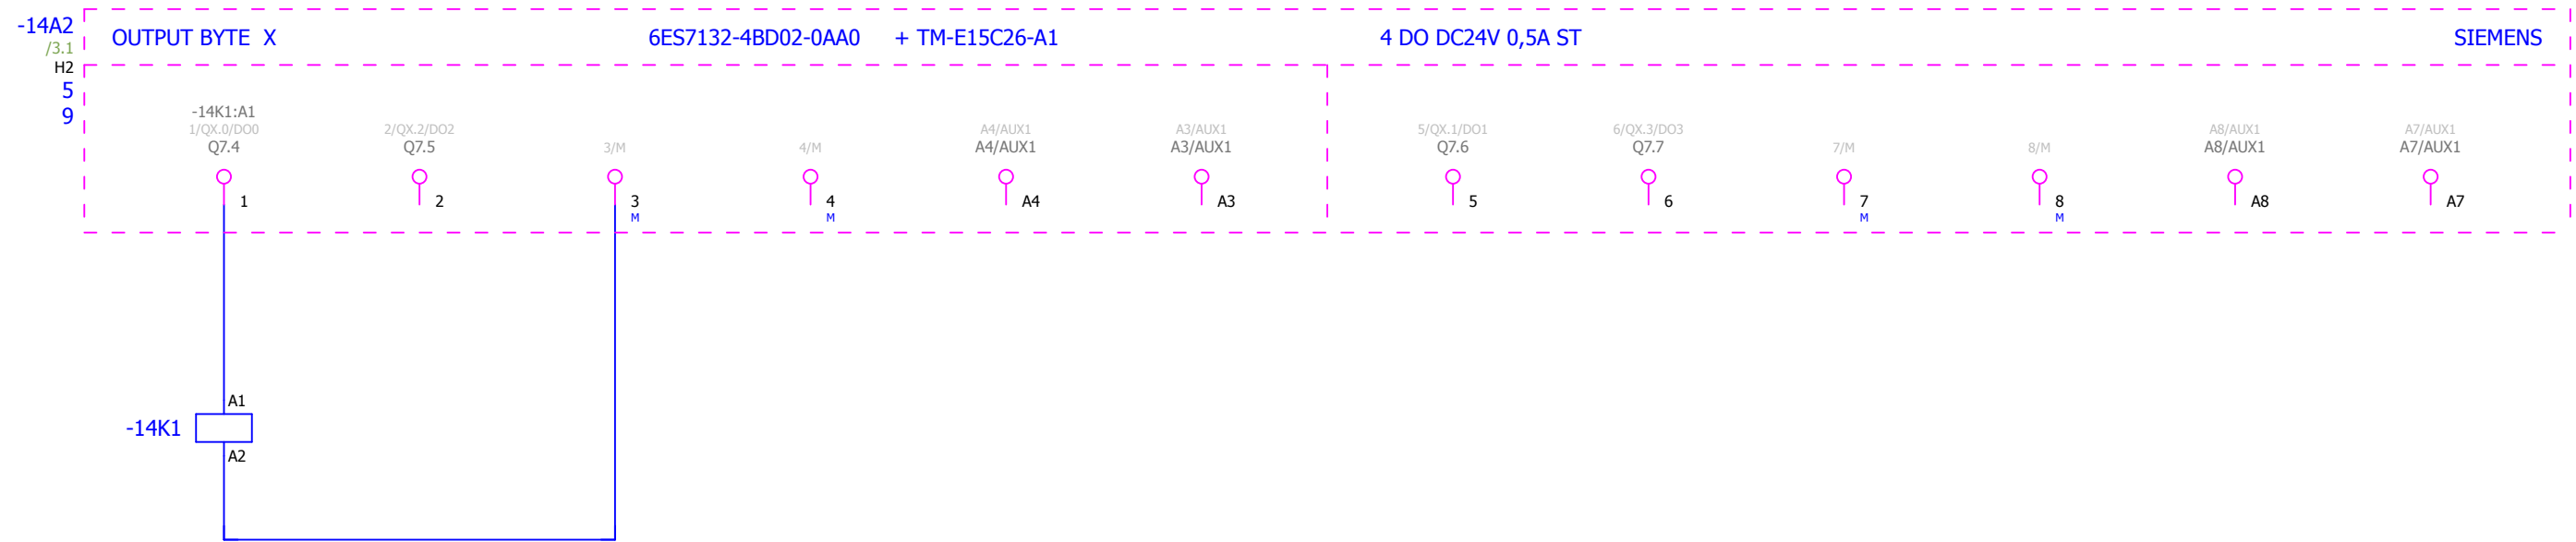 -14A2
/3.1
H2
5
9
OUTPUT BYTE X 6ES7132-4BD02-0AA0 + TM-E15C26-A1 4 DO DC24V 0,5A ST SIEMENS
-14K1:A1
1/QX.0/DO0 2/QX.2/DO2 A4/AUX1 A3/AUX1 5/QX.1/DO1 6/QX.3/DO3 A8/AUX1 A7/AUX1
Q7.4 Q7.5 3/M 4/M A4/AUX1 A3/AUX1 Q7.6 Q7.7 7/M 8/M A8/AUX1 A7/AUX1
1 2 3 4 A4 A3 5 6 7 8 A8 A7
M M M M
A1
-14K1
A2